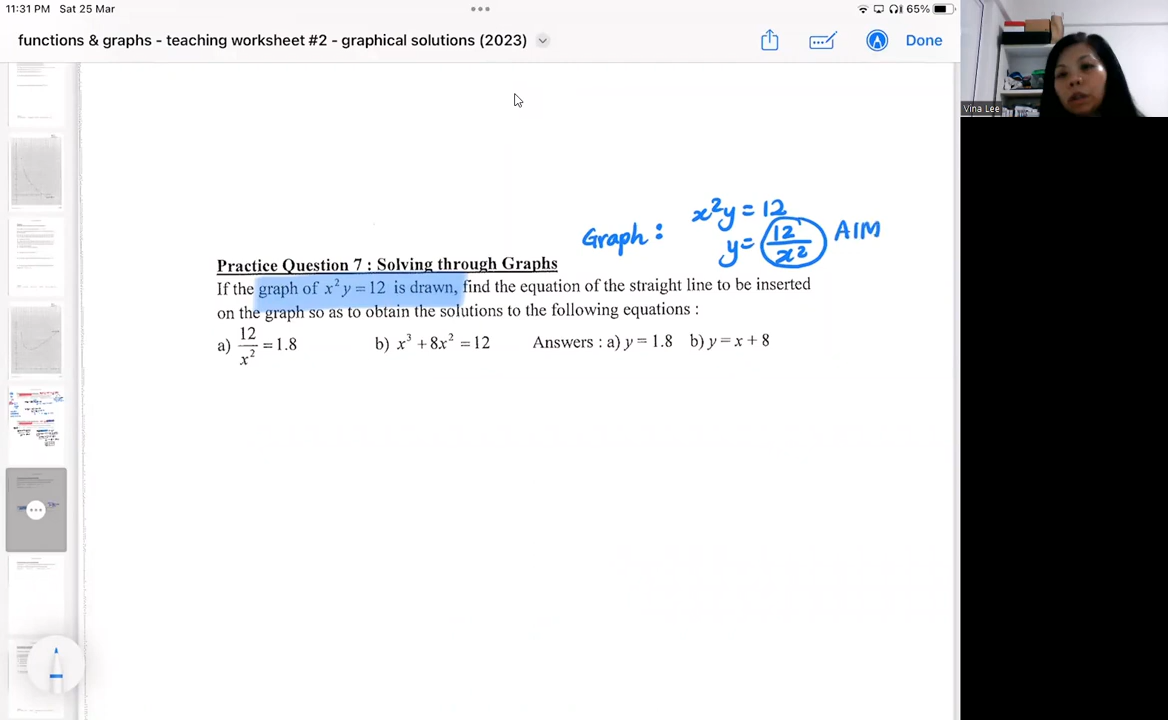 11:31 PM Sat 25 Mar
65%
functions & graphs - teaching worksheet #2 - graphical solutions (2023)
Done
Vina Lee
Graph : x²y = 12
y = 12/x² AIM
Practice Question 7 : Solving through Graphs
If the graph of x²y = 12 is drawn, find the equation of the straight line to be inserted
on the graph so as to obtain the solutions to the following equations :
a) 12/x² = 1.8 b) x³ + 8x² = 12 Answers : a) y = 1.8 b) y = x + 8